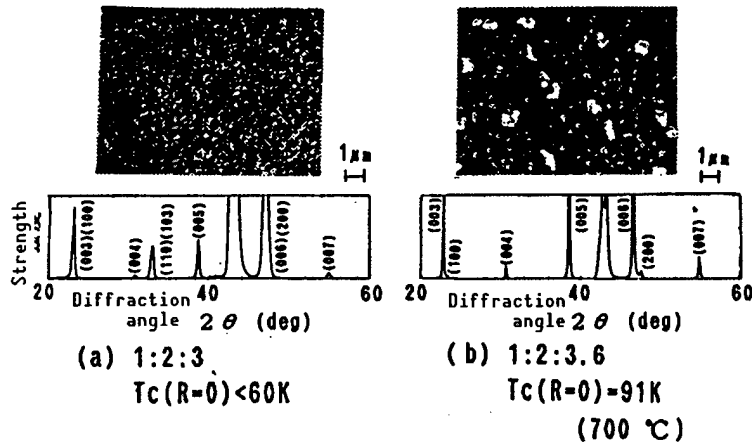 1μm
1μm
Strength
(003)(100)
(004)
(110)(103)
(005)
(006)(200)
(007)
20
40
60
Diffraction
angle 2θ (deg)
(003)
(100)
(004)
(005)
(006)
(200)
(007)
20
40
60
Diffraction
angle 2θ (deg)
(a) 1:2:3
Tc(R=0)<60K
(b) 1:2:3.6
Tc(R=0)=91K
(700 ℃)